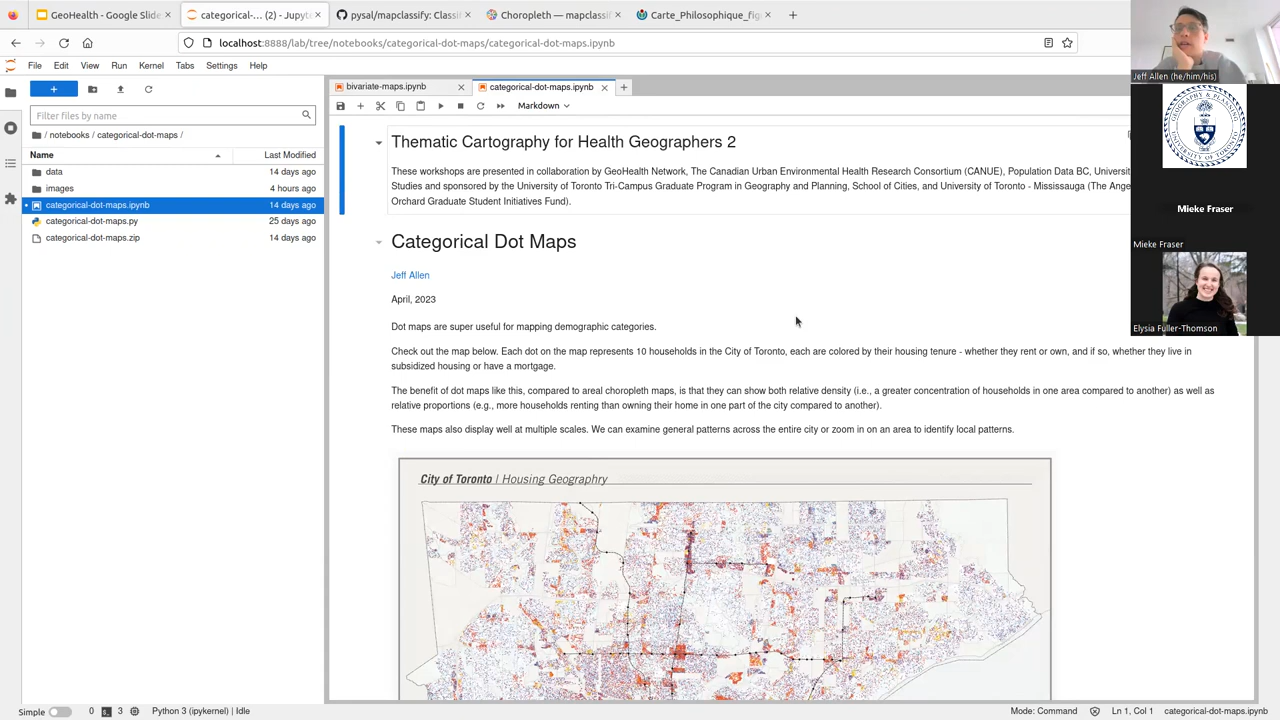 GeoHealth - Google Slide
categorical-... (2) - Jupyt
pysal/mapclassify: Classi
Choropleth — mapclassif
Carte_Philosophique_fig
localhost:8888/lab/tree/notebooks/categorical-dot-maps/categorical-dot-maps.ipynb
File Edit View Run Kernel Tabs Settings Help
Jeff Allen (he/him/his)
bivariate-maps.ipynb
categorical-dot-maps.ipynb
Markdown
Filter files by name
/ notebooks / categorical-dot-maps /
Name Last Modified
data 14 days ago
images 4 hours ago
categorical-dot-maps.ipynb 14 days ago
categorical-dot-maps.py 25 days ago
categorical-dot-maps.zip 14 days ago
Thematic Cartography for Health Geographers 2
These workshops are presented in collaboration by GeoHealth Network, The Canadian Urban Environmental Health Research Consortium (CANUE), Population Data BC, Universit
Studies and sponsored by the University of Toronto Tri-Campus Graduate Program in Geography and Planning, School of Cities, and University of Toronto - Mississauga (The Ange
Orchard Graduate Student Initiatives Fund).
Categorical Dot Maps
Jeff Allen
April, 2023
Dot maps are super useful for mapping demographic categories.
Check out the map below. Each dot on the map represents 10 households in the City of Toronto, each are colored by their housing tenure - whether they rent or own, and if so, whether they live in
subsidized housing or have a mortgage.
The benefit of dot maps like this, compared to areal choropleth maps, is that they can show both relative density (i.e., a greater concentration of households in one area compared to another) as well as
relative proportions (e.g., more households renting than owning their home in one part of the city compared to another).
These maps also display well at multiple scales. We can examine general patterns across the entire city or zoom in on an area to identify local patterns.
City of Toronto | Housing Geographry
Mieke Fraser
Mieke Fraser
Elysia Fuller-Thomson
Simple 0 3 Python 3 (ipykernel) | Idle
Mode: Command Ln 1, Col 1 categorical-dot-maps.ipynb